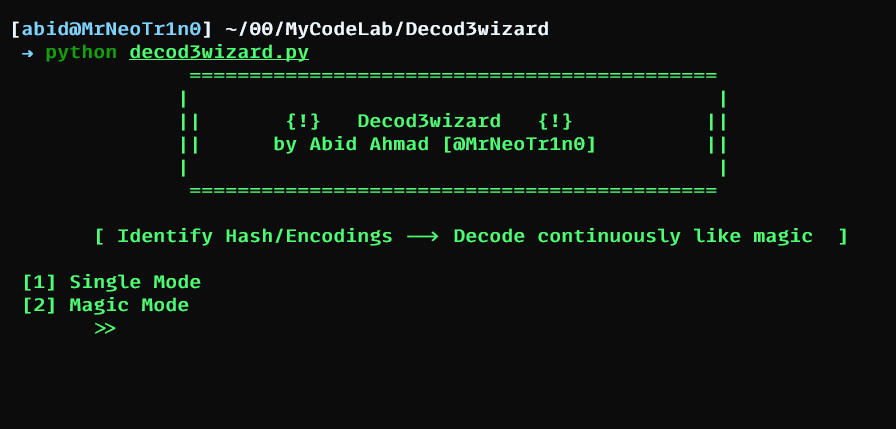 [abid@MrNeoTr1n0] ~/00/MyCodeLab/Decod3wizard
→ python decod3wizard.py
============================================
| |
|| {!} Decod3wizard {!} ||
|| by Abid Ahmad [@MrNeoTr1n0] ||
| |
============================================
[ Identify Hash/Encodings --> Decode continuously like magic ]
[1] Single Mode
[2] Magic Mode
>>